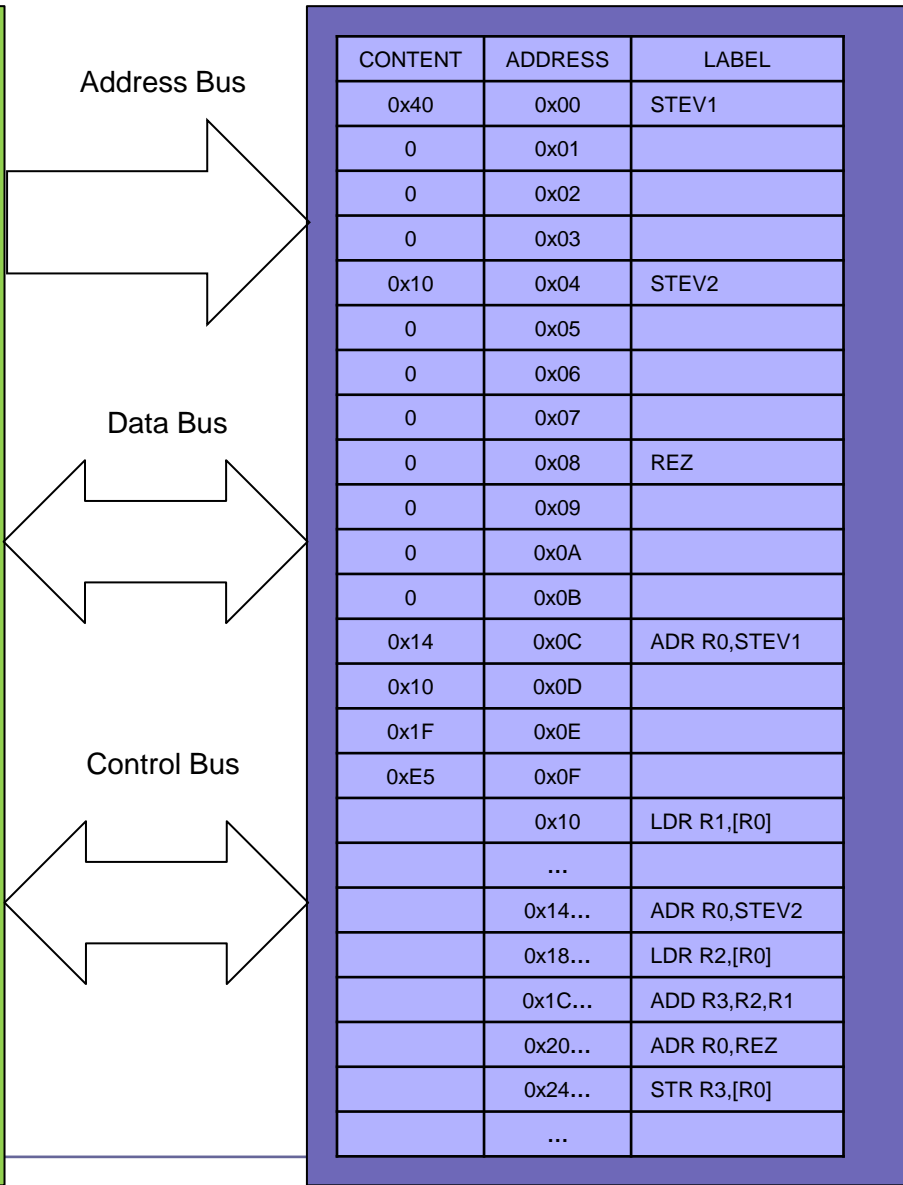 Address Bus
Data Bus
Control Bus
CONTENT ADDRESS LABEL
0x40 0x00 STEV1
0 0x01
0 0x02
0 0x03
0x10 0x04 STEV2
0 0x05
0 0x06
0 0x07
0 0x08 REZ
0 0x09
0 0x0A
0 0x0B
0x14 0x0C ADR R0,STEV1
0x10 0x0D
0x1F 0x0E
0xE5 0x0F
0x10 LDR R1,[R0]
...
0x14... ADR R0,STEV2
0x18... LDR R2,[R0]
0x1C... ADD R3,R2,R1
0x20... ADR R0,REZ
0x24... STR R3,[R0]
...